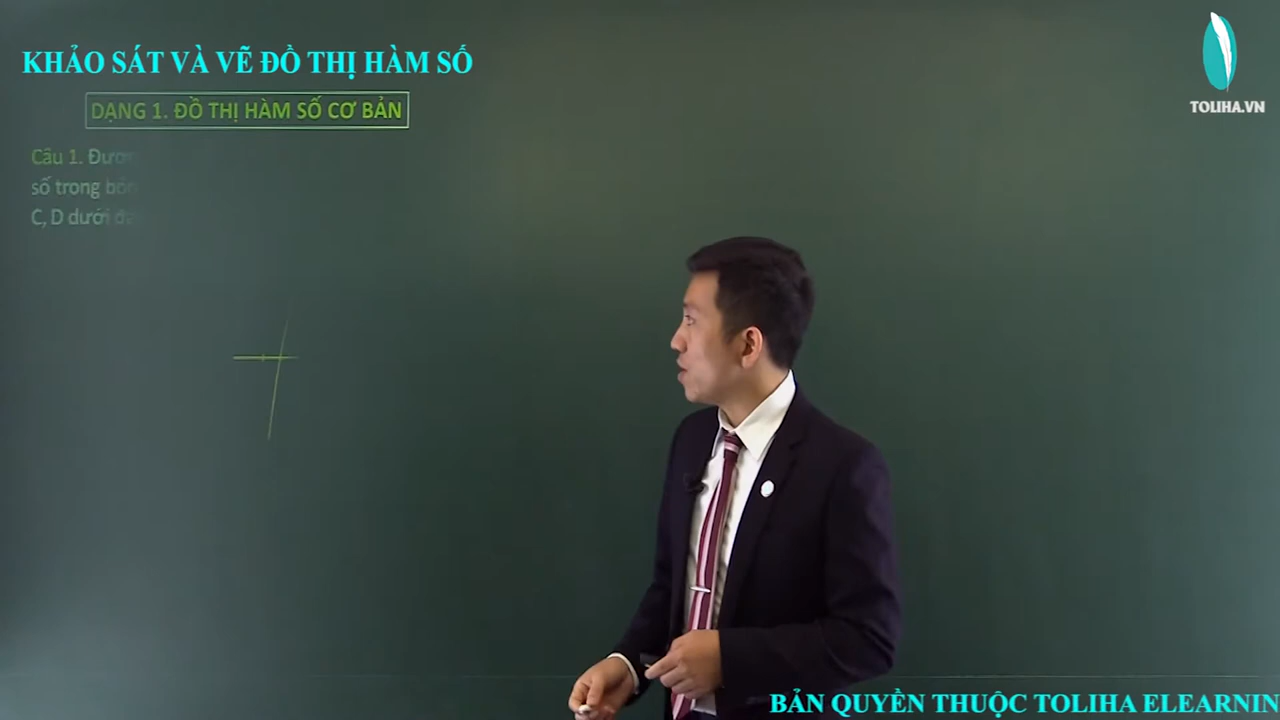 KHẢO SÁT VÀ VẼ ĐỒ THỊ HÀM SỐ
TOLIHA.VN
DẠNG 1. ĐỒ THỊ HÀM SỐ CƠ BẢN
Câu 1.
số trong
C, D dưới
BẢN QUYỀN THUỘC TOLIHA ELEARNIN